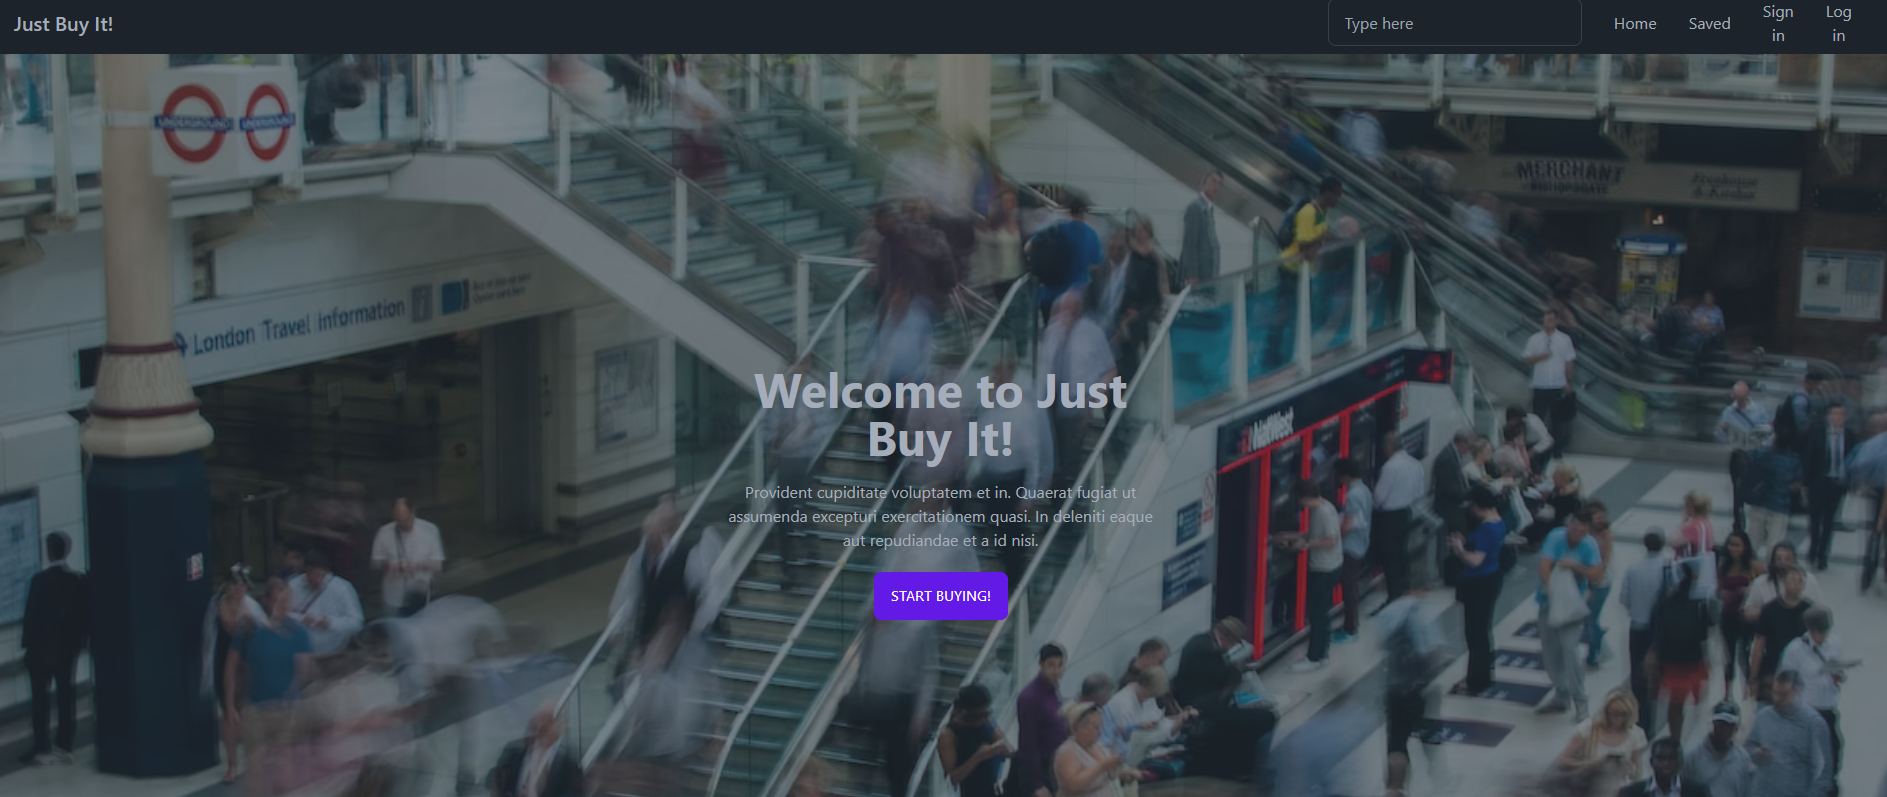 Just Buy It!
Type here
Home
Saved
Sign
in
Log
in
UNDERGROUND UNDERGROUND
MERCHANT
BISHOPSGATE
London Travel Information
NatWest
Welcome to Just
Buy It!
Provident cupiditate voluptatem et in. Quaerat fugiat ut
assumenda excepturi exercitationem quasi. In deleniti eaque
aut repudiandae et a id nisi.
START BUYING!